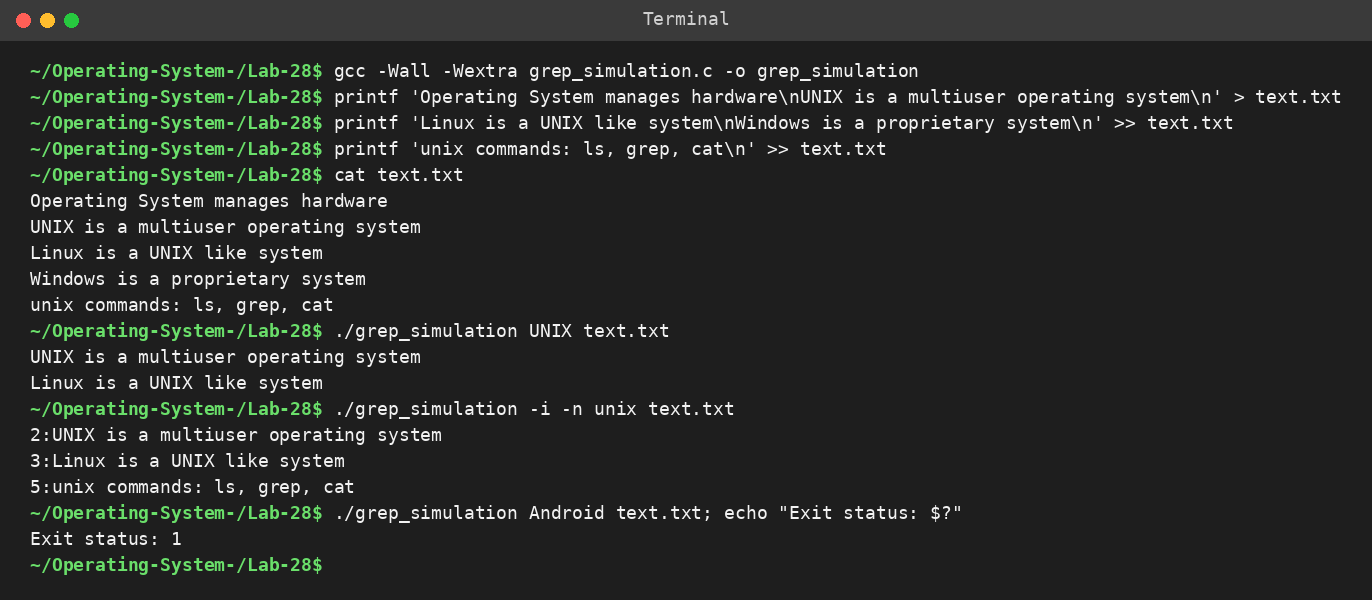 Terminal
~/Operating-System-/Lab-28$ gcc -Wall -Wextra grep_simulation.c -o grep_simulation
~/Operating-System-/Lab-28$ printf 'Operating System manages hardware\nUNIX is a multiuser operating system\n' > text.txt
~/Operating-System-/Lab-28$ printf 'Linux is a UNIX like system\nWindows is a proprietary system\n' >> text.txt
~/Operating-System-/Lab-28$ printf 'unix commands: ls, grep, cat\n' >> text.txt
~/Operating-System-/Lab-28$ cat text.txt
Operating System manages hardware
UNIX is a multiuser operating system
Linux is a UNIX like system
Windows is a proprietary system
unix commands: ls, grep, cat
~/Operating-System-/Lab-28$ ./grep_simulation UNIX text.txt
UNIX is a multiuser operating system
Linux is a UNIX like system
~/Operating-System-/Lab-28$ ./grep_simulation -i -n unix text.txt
2:UNIX is a multiuser operating system
3:Linux is a UNIX like system
5:unix commands: ls, grep, cat
~/Operating-System-/Lab-28$ ./grep_simulation Android text.txt; echo "Exit status: $?"
Exit status: 1
~/Operating-System-/Lab-28$